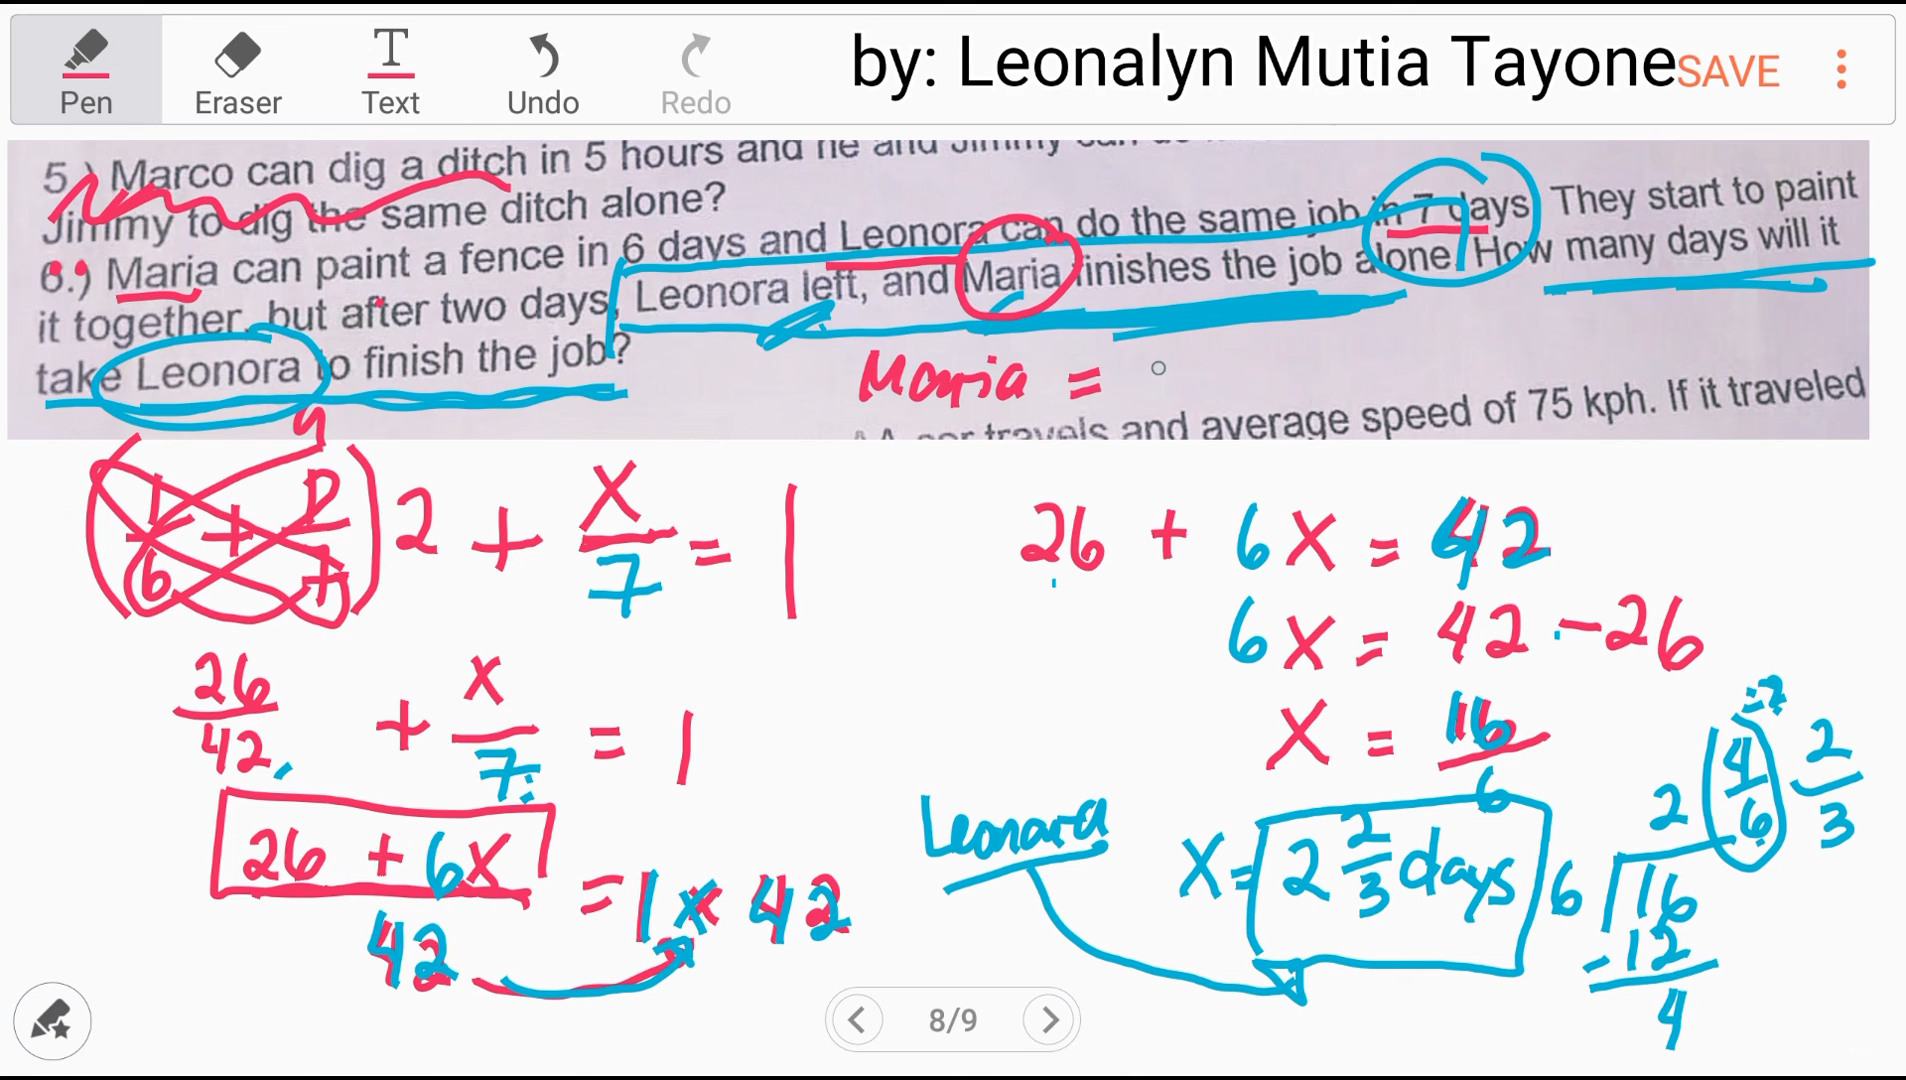 Pen Eraser Text Undo Redo by: Leonalyn Mutia Tayone SAVE
5.) Marco can dig a ditch in 5 hours and he and Jimmy
Jimmy to dig the same ditch alone?
6.) Maria can paint a fence in 6 days and Leonora can do the same job in 7 days. They start to paint
it together, but after two days, Leonora left, and Maria finishes the job alone. How many days will it
take Leonora to finish the job?
Maria =
travels and average speed of 75 kph. If it traveled
2 + x/7 = 1
26/42 + x/7 = 1
26 + 6x
42
= 1 × 42
26 + 6x = 42
6x = 42 - 26
x = 16/6
Leonara
x = 2 2/3 days
2 4/6 2/3
6 16
-12
4
8/9